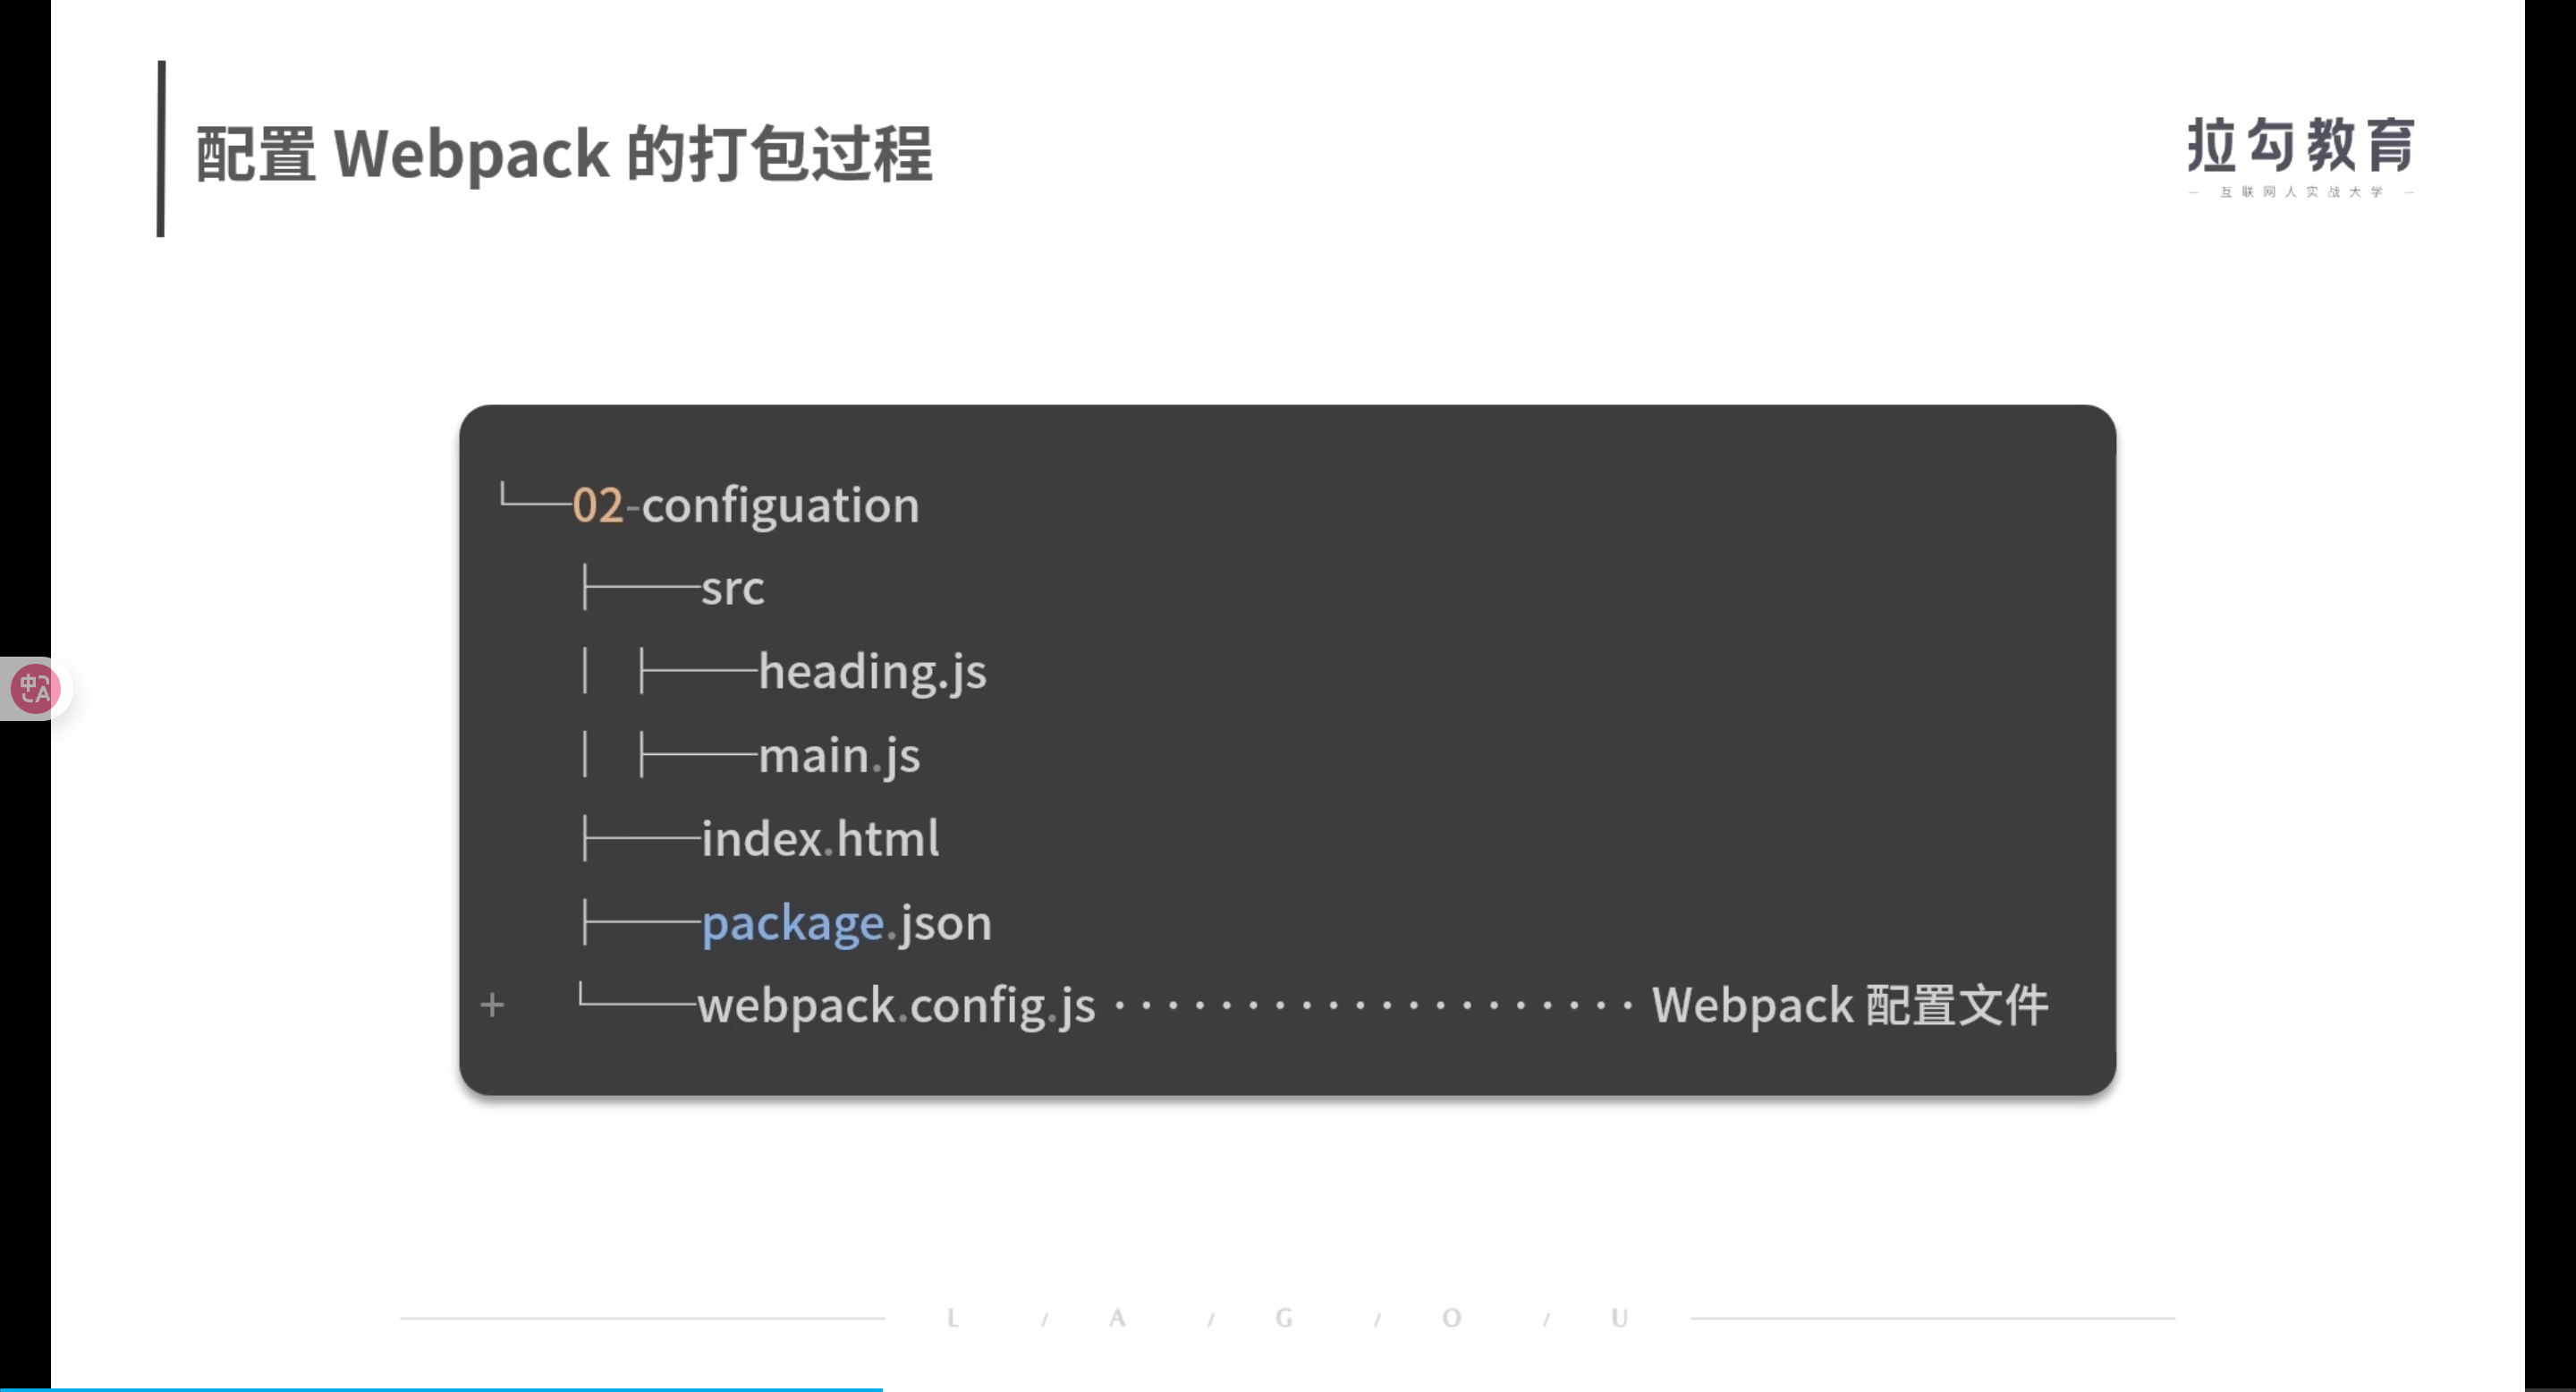 配置 Webpack 的打包过程
拉勾教育
— 互联网人实战大学 —
└──02-configuation
├───src
│ ├───heading.js
│ ├───main.js
├───index.html
├───package.json
+ └───webpack.config.js ···················· Webpack 配置文件
中A
L / A / G / O / U